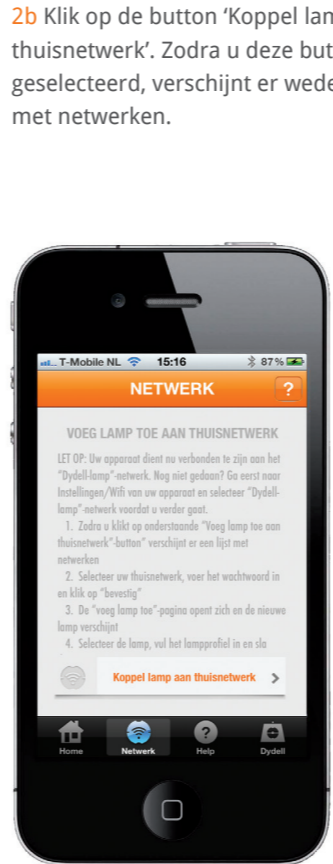 2b Klik op de button ‘Koppel lam
thuisnetwerk’. Zodra u deze but
geselecteerd, verschijnt er wede
met netwerken.
T-Mobile NL 15:16 87%
NETWERK ?
VOEG LAMP TOE AAN THUISNETWERK
LET OP: Uw apparaat dient nu verbonden te zijn aan het
“Dydell-lamp”-netwerk. Nog niet gedaan? Ga eerst naar
Instellingen/Wifi van uw apparaat en selecteer “Dydell-
lamp”-netwerk voordat u verder gaat.
1. Zodra u klikt op onderstaande “Voeg lamp toe aan
thuisnetwerk”-button” verschijnt er een lijst met
netwerken
2. Selecteer uw thuisnetwerk, voer het wachtwoord in
en klik op “bevestig”
3. De “voeg lamp toe”-pagina opent zich en de nieuwe
lamp verschijnt
4. Selecteer de lamp, vul het lampprofiel in en sla
Koppel lamp aan thuisnetwerk
Home Netwerk ? Help Dydell